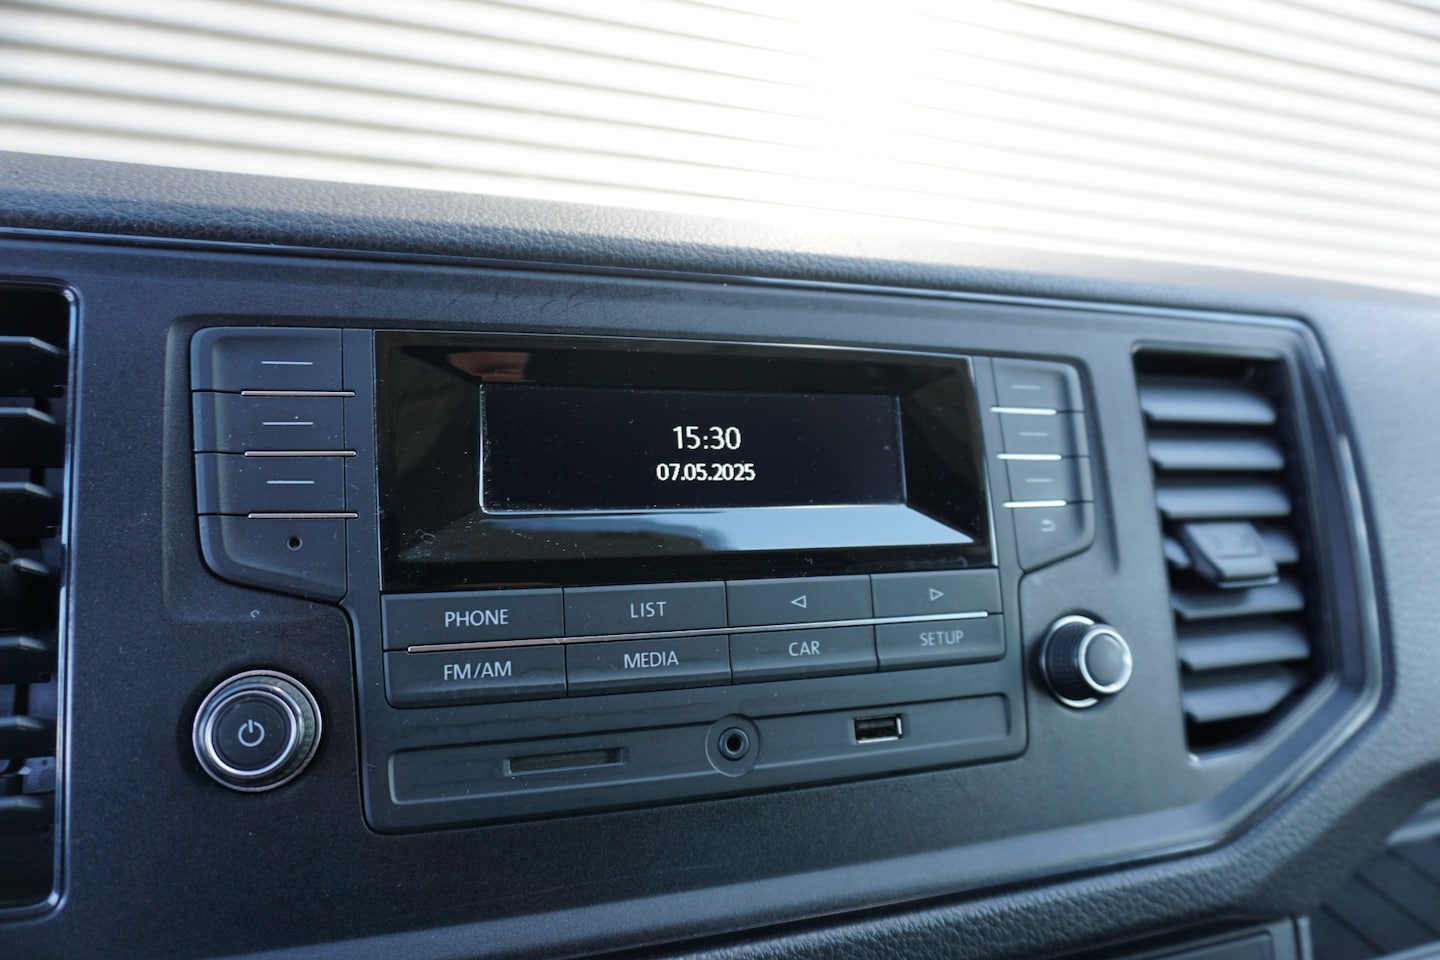 15:30
07.05.2025
PHONE LIST
FM/AM MEDIA CAR SETUP